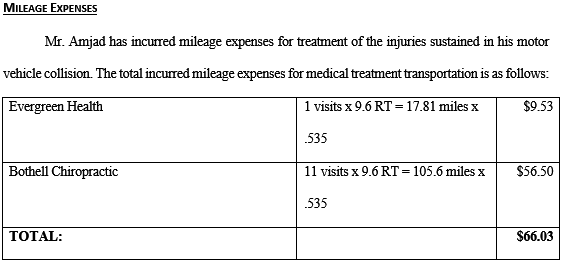 MILEAGE EXPENSES
Mr. Amjad has incurred mileage expenses for treatment of the injuries sustained in his motor
vehicle collision. The total incurred mileage expenses for medical treatment transportation is as follows:
Evergreen Health 1 visits x 9.6 RT = 17.81 miles x $9.53
.535
Bothell Chiropractic 11 visits x 9.6 RT = 105.6 miles x $56.50
.535
TOTAL: $66.03